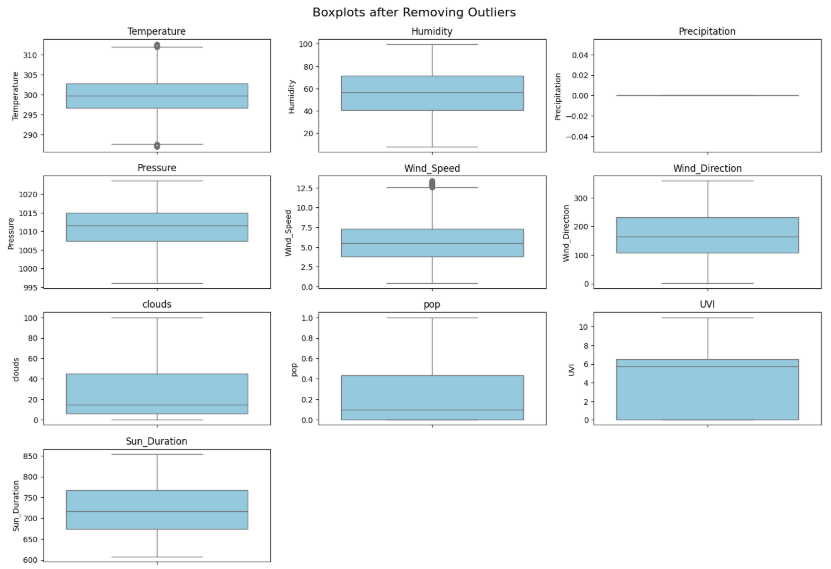 Boxplots after Removing Outliers
Temperature
Humidity
Precipitation
310
305
300
295
290
Temperature
100
80
60
40
20
Humidity
0.04
0.02
0.00
−0.02
−0.04
Precipitation
Pressure
Wind_Speed
Wind_Direction
1020
1015
1010
1005
1000
995
Pressure
12.5
10.0
7.5
5.0
2.5
0.0
Wind_Speed
300
200
100
0
Wind_Direction
clouds
pop
UVI
100
80
60
40
20
0
clouds
1.0
0.8
0.6
0.4
0.2
0.0
pop
10
8
6
4
2
0
UVI
Sun_Duration
850
800
750
700
650
600
Sun_Duration